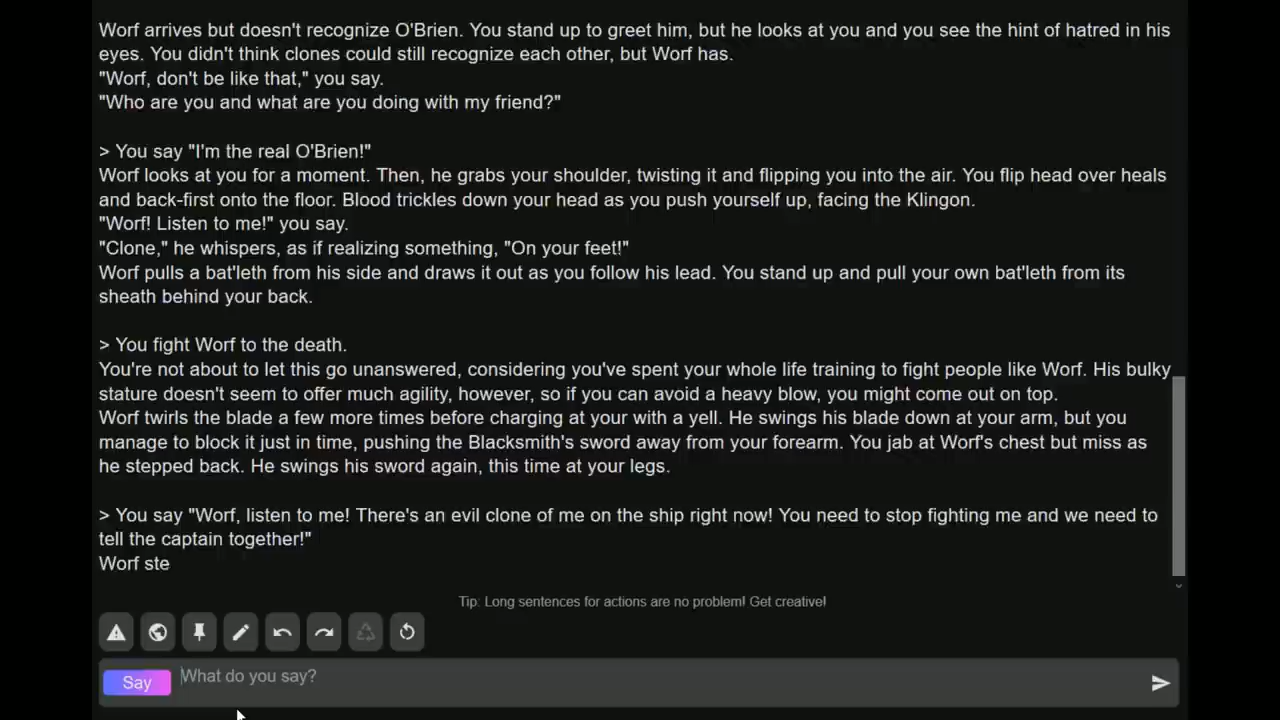 Worf arrives but doesn't recognize O'Brien. You stand up to greet him, but he looks at you and you see the hint of hatred in his
eyes. You didn't think clones could still recognize each other, but Worf has.
"Worf, don't be like that," you say.
"Who are you and what are you doing with my friend?"
> You say "I'm the real O'Brien!"
Worf looks at you for a moment. Then, he grabs your shoulder, twisting it and flipping you into the air. You flip head over heals
and back-first onto the floor. Blood trickles down your head as you push yourself up, facing the Klingon.
"Worf! Listen to me!" you say.
"Clone," he whispers, as if realizing something, "On your feet!"
Worf pulls a bat'leth from his side and draws it out as you follow his lead. You stand up and pull your own bat'leth from its
sheath behind your back.
> You fight Worf to the death.
You're not about to let this go unanswered, considering you've spent your whole life training to fight people like Worf. His bulky
stature doesn't seem to offer much agility, however, so if you can avoid a heavy blow, you might come out on top.
Worf twirls the blade a few more times before charging at your with a yell. He swings his blade down at your arm, but you
manage to block it just in time, pushing the Blacksmith's sword away from your forearm. You jab at Worf's chest but miss as
he stepped back. He swings his sword again, this time at your legs.
> You say "Worf, listen to me! There's an evil clone of me on the ship right now! You need to stop fighting me and we need to
tell the captain together!"
Worf ste
Tip: Long sentences for actions are no problem! Get creative!
Say What do you say?